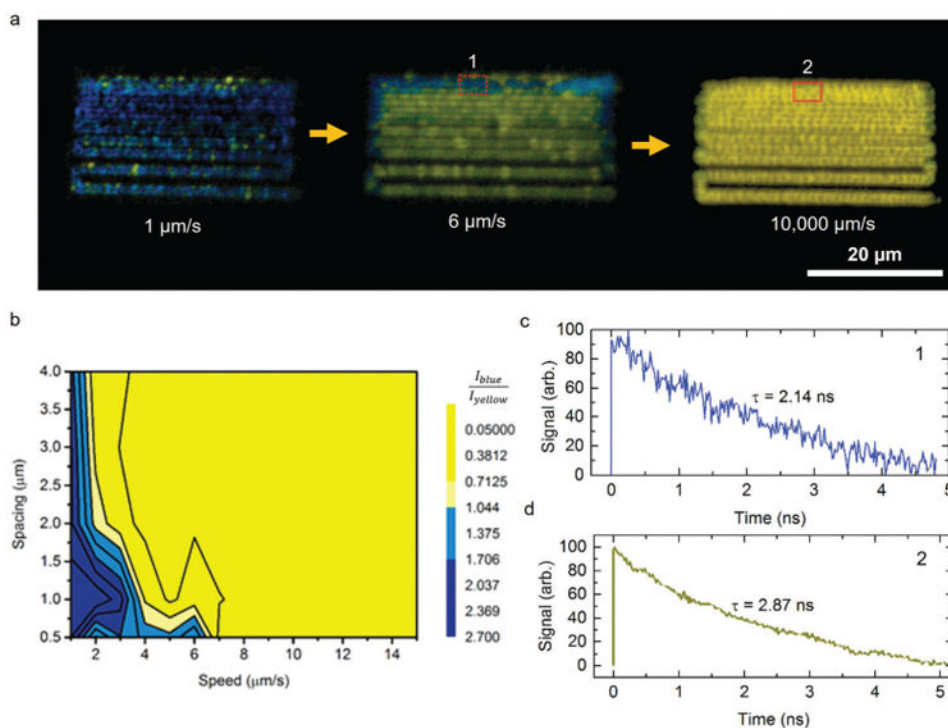 a
1
2
1 µm/s
6 µm/s
10,000 µm/s
20 µm
b
I_blue
I_yellow
4.0
3.5
3.0
2.5
2.0
1.5
1.0
0.5
Spacing (µm)
2 4 6 8 10 12 14
Speed (µm/s)
0.05000
0.3812
0.7125
1.044
1.375
1.706
2.037
2.369
2.700
c
1
100
80
60
40
20
0
Signal (arb.)
τ = 2.14 ns
0 1 2 3 4 5
Time (ns)
d
2
100
80
60
40
20
0
Signal (arb.)
τ = 2.87 ns
0 1 2 3 4 5
Time (ns)